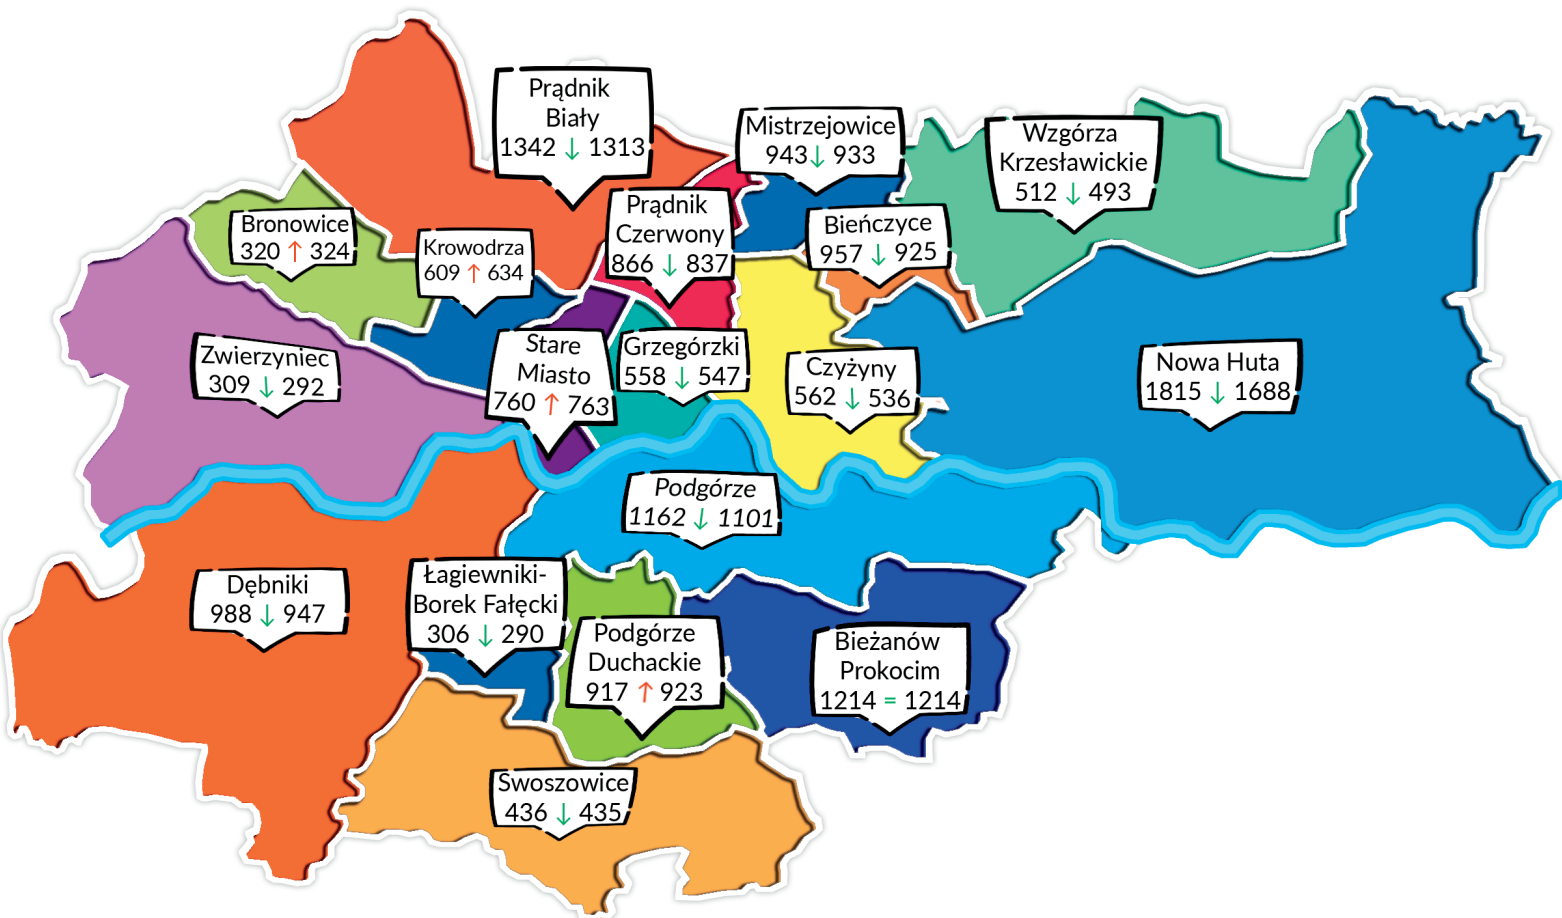 Prądnik
Biały
1342 ↓ 1313
Mistrzejowice
943 ↓ 933
Wzgórza
Krzesławickie
512 ↓ 493
Bronowice
320 ↑ 324
Krowodrza
609 ↑ 634
Prądnik
Czerwony
866 ↓ 837
Bieńczyce
957 ↓ 925
Zwierzyniec
309 ↓ 292
Stare
Miasto
760 ↑ 763
Grzegórzki
558 ↓ 547
Czyżyny
562 ↓ 536
Nowa Huta
1815 ↓ 1688
Podgórze
1162 ↓ 1101
Dębniki
988 ↓ 947
Łagiewniki-
Borek Fałęcki
306 ↓ 290
Podgórze
Duchackie
917 ↑ 923
Bieżanów
Prokocim
1214 = 1214
Swoszowice
436 ↓ 435